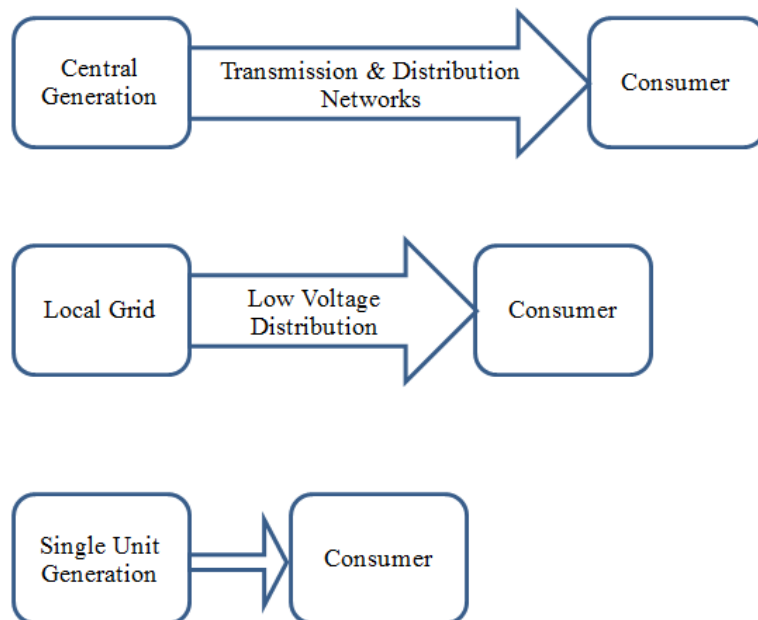 Central
Generation
Transmission & Distribution
Networks
Consumer
Local Grid
Low Voltage
Distribution
Consumer
Single Unit
Generation
Consumer